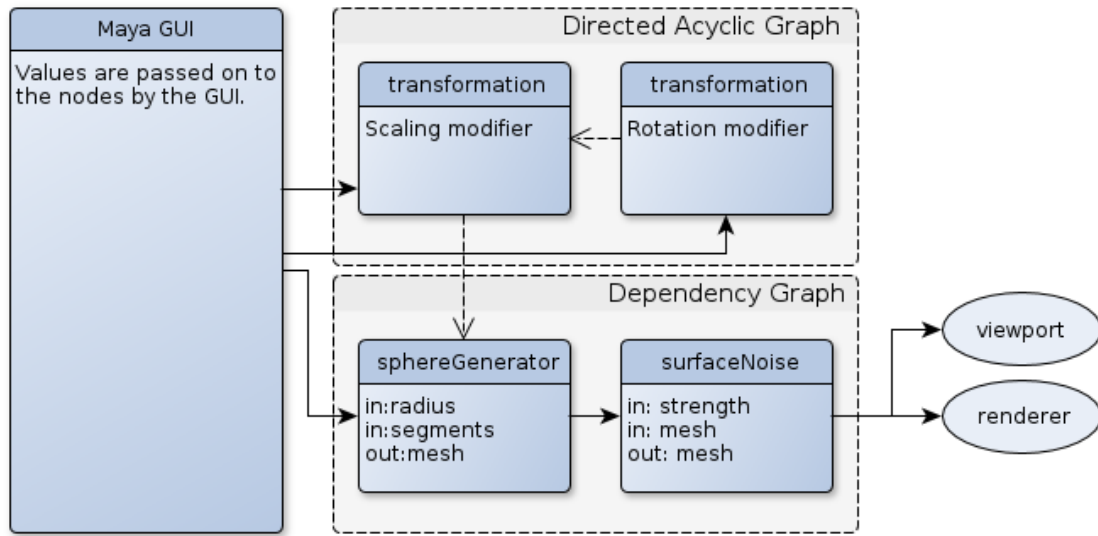 Maya GUI
Values are passed on to
the nodes by the GUI.
Directed Acyclic Graph
transformation
Scaling modifier
transformation
Rotation modifier
Dependency Graph
sphereGenerator
in:radius
in:segments
out:mesh
surfaceNoise
in: strength
in: mesh
out: mesh
viewport
renderer